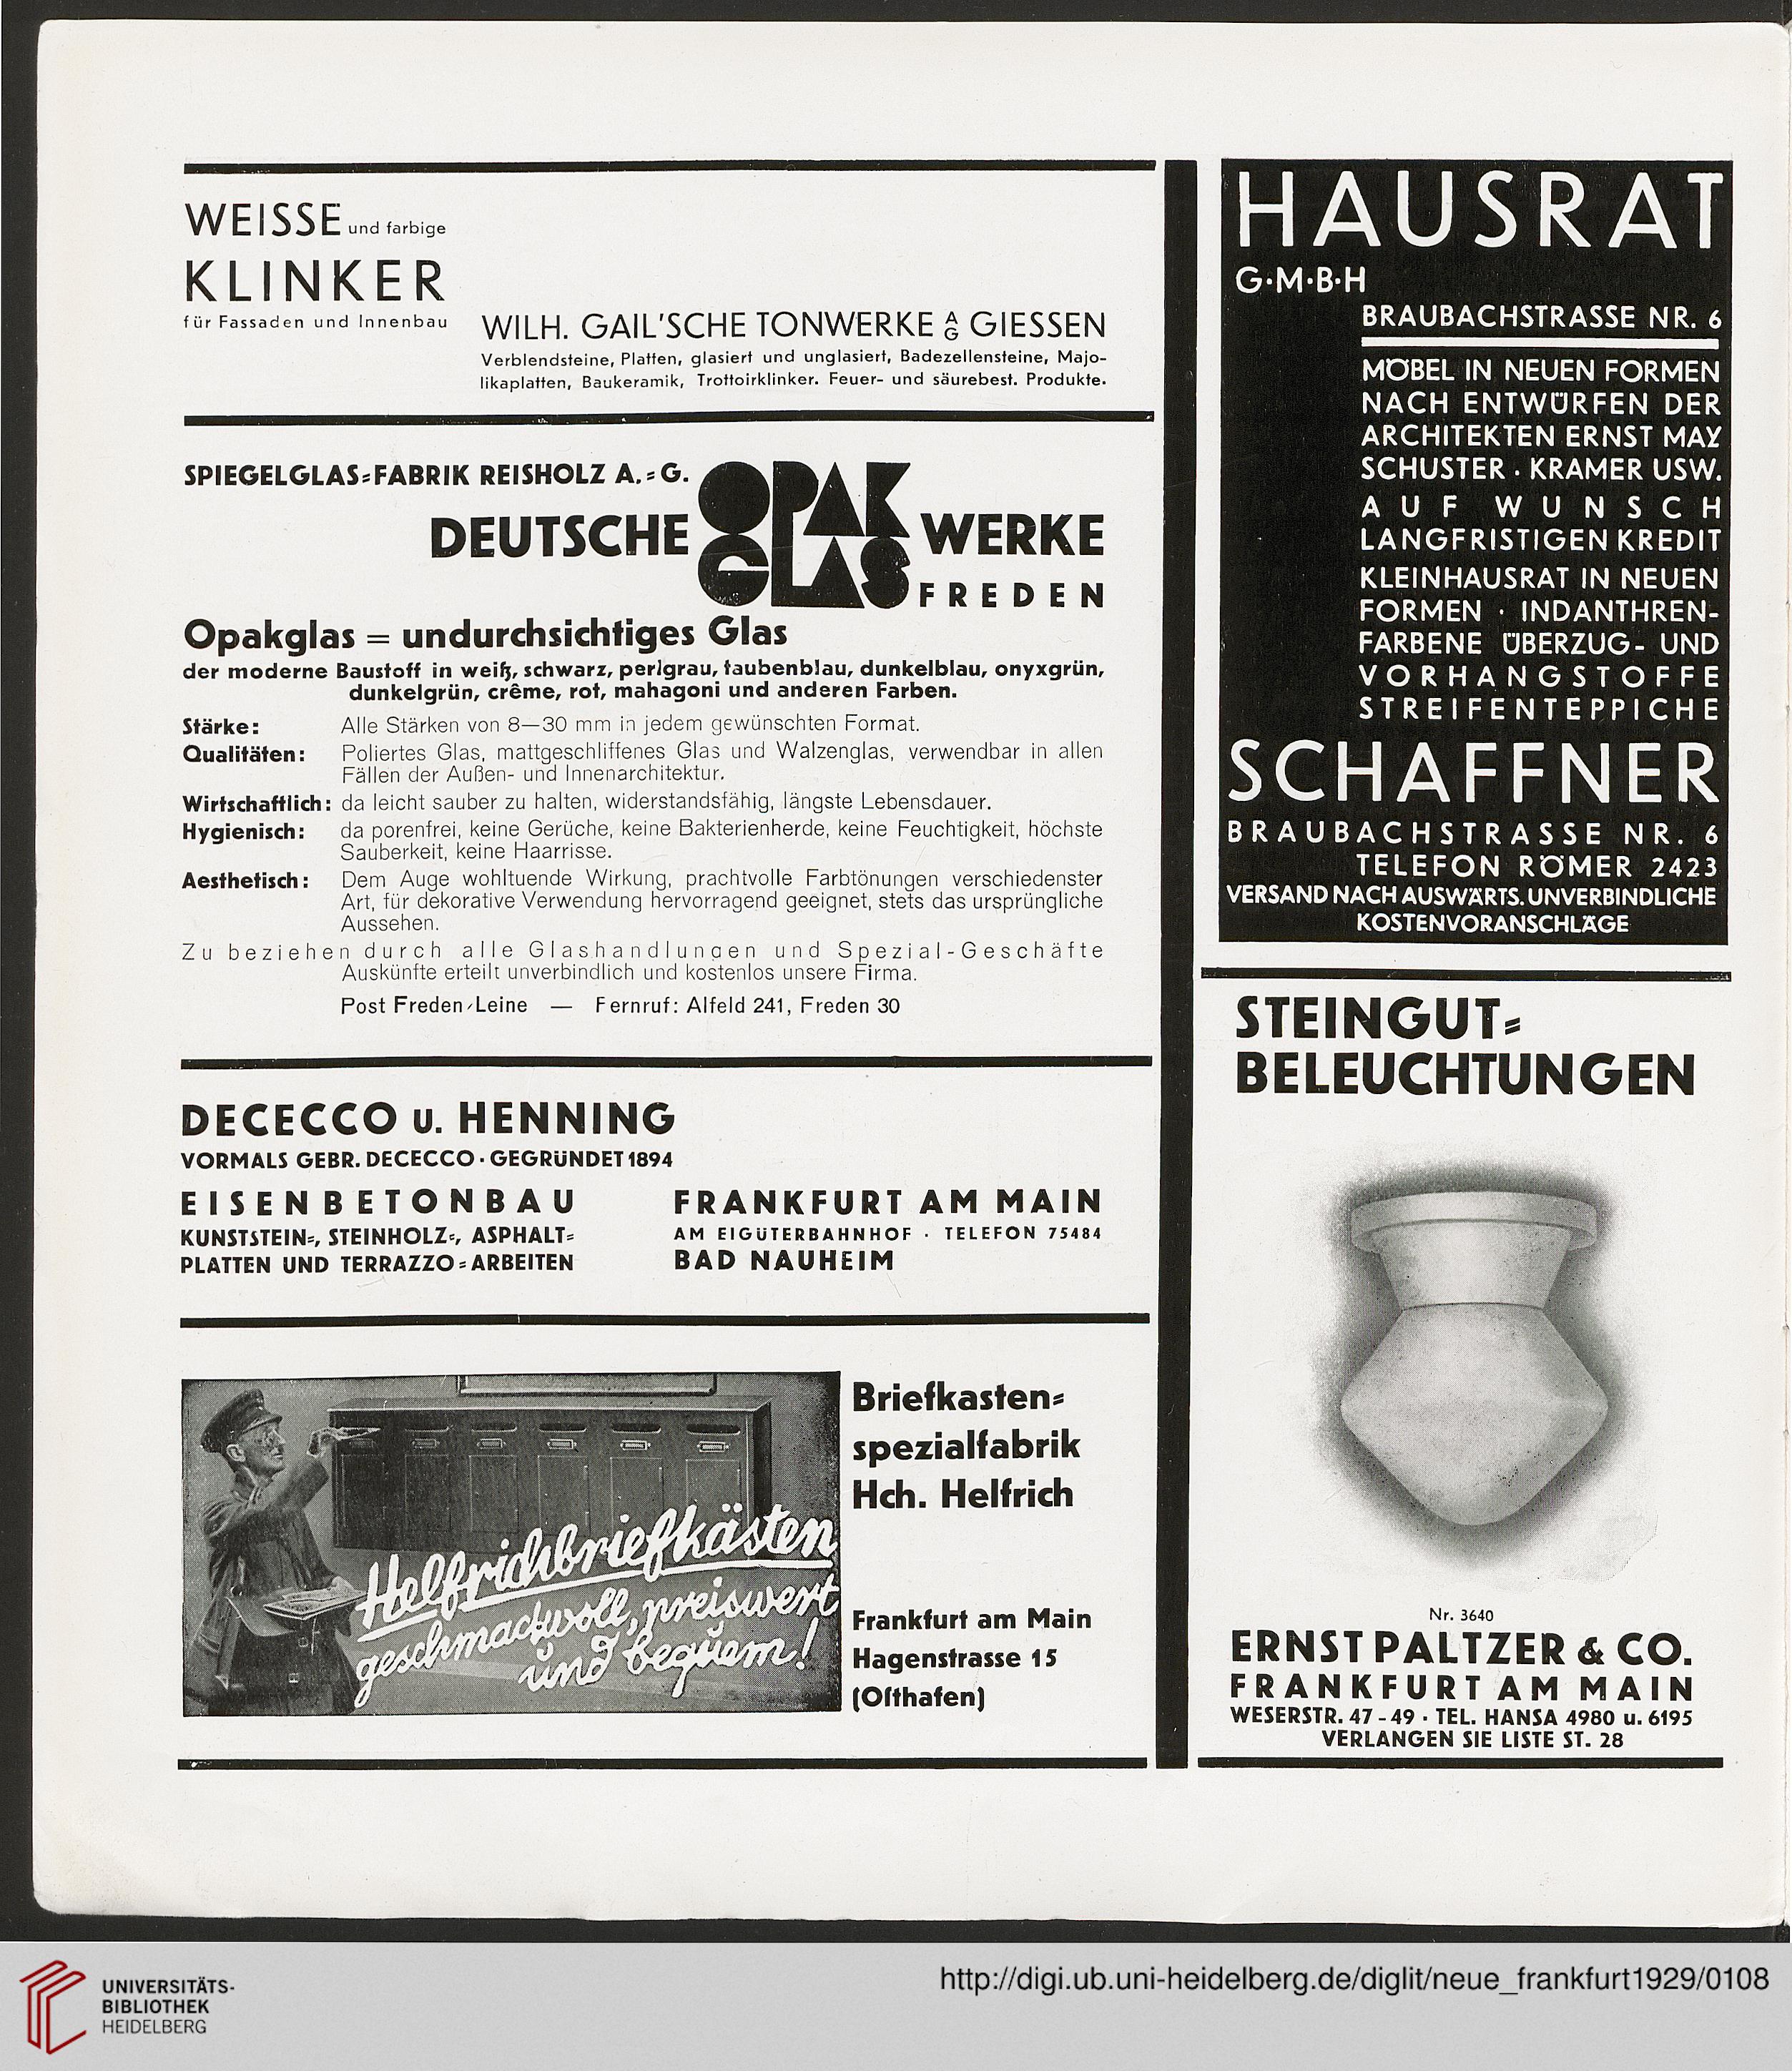 WEISSE und farbige
KLINKER
für Fassaden und Innenbau
WILH. GAIL'SCHE TONWERKE AG GIESSEN
Verblendsteine, Platten, glasiert und unglasiert, Badezellensteine, Majo-
likaplatten, Baukeramik, Trottoirklinker. Feuer- und säurebest. Produkte.
SPIEGELGLAS=FABRIK REISHOLZ A.=G.
DEUTSCHE OPAK GLAS WERKE
FREDEN
Opakglas = undurchsichtiges Glas
der moderne Baustoff in weiß, schwarz, perlgrau, taubenblau, dunkelblau, onyxgrün,
dunkelgrün, crême, rot, mahagoni und anderen Farben.
Stärke: Alle Stärken von 8—30 mm in jedem gewünschten Format.
Qualitäten: Poliertes Glas, mattgeschliffenes Glas und Walzenglas, verwendbar in allen
Fällen der Außen- und Innenarchitektur.
Wirtschaftlich: da leicht sauber zu halten, widerstandsfähig, längste Lebensdauer.
Hygienisch: da porenfrei, keine Gerüche, keine Bakterienherde, keine Feuchtigkeit, höchste
Sauberkeit, keine Haarrisse.
Aesthetisch: Dem Auge wohltuende Wirkung, prachtvolle Farbtönungen verschiedenster
Art, für dekorative Verwendung hervorragend geeignet, stets das ursprüngliche
Aussehen.
Zu beziehen durch alle Glashandlungen und Spezial-Geschäfte
Auskünfte erteilt unverbindlich und kostenlos unsere Firma.
Post Freden/Leine — Fernruf: Alfeld 241, Freden 30
DECECCO u. HENNING
VORMALS GEBR. DECECCO · GEGRÜNDET 1894
EISENBETONBAU
KUNSTSTEIN=, STEINHOLZ=, ASPHALT=
PLATTEN UND TERRAZZO=ARBEITEN
FRANKFURT AM MAIN
AM EIGÜTERBAHNHOF · TELEFON 75484
BAD NAUHEIM
Helfrichbriefkästen
geschmackvoll, preiswert
und bequem!
Briefkasten=
spezialfabrik
Hch. Helfrich
Frankfurt am Main
Hagenstrasse 15
(Osthafen)
HAUSRAT
G·M·B·H
BRAUBACHSTRASSE NR. 6
MÖBEL IN NEUEN FORMEN
NACH ENTWÜRFEN DER
ARCHITEKTEN ERNST MAY
SCHUSTER · KRAMER USW.
AUF WUNSCH
LANGFRISTIGEN KREDIT
KLEINHAUSRAT IN NEUEN
FORMEN · INDANTHREN-
FARBENE ÜBERZUG- UND
VORHANGSTOFFE
STREIFENTEPPICHE
SCHAFFNER
BRAUBACHSTRASSE NR. 6
TELEFON RÖMER 2423
VERSAND NACH AUSWÄRTS. UNVERBINDLICHE
KOSTENVORANSCHLÄGE
STEINGUT=
BELEUCHTUNGEN
Nr. 3640
ERNST PALTZER & CO.
FRANKFURT AM MAIN
WESERSTR. 47-49 · TEL. HANSA 4980 u. 6195
VERLANGEN SIE LISTE ST. 28
UNIVERSITÄTS-
BIBLIOTHEK
HEIDELBERG
http://digi.ub.uni-heidelberg.de/diglit/neue_frankfurt1929/0108